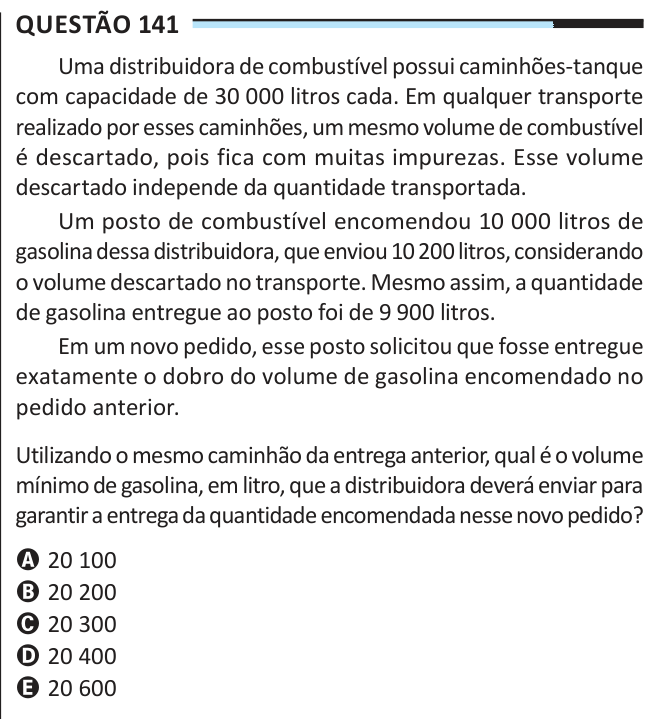 QUESTÃO 141
Uma distribuidora de combustível possui caminhões-tanque
com capacidade de 30 000 litros cada. Em qualquer transporte
realizado por esses caminhões, um mesmo volume de combustível
é descartado, pois fica com muitas impurezas. Esse volume
descartado independe da quantidade transportada.
Um posto de combustível encomendou 10 000 litros de
gasolina dessa distribuidora, que enviou 10 200 litros, considerando
o volume descartado no transporte. Mesmo assim, a quantidade
de gasolina entregue ao posto foi de 9 900 litros.
Em um novo pedido, esse posto solicitou que fosse entregue
exatamente o dobro do volume de gasolina encomendado no
pedido anterior.
Utilizando o mesmo caminhão da entrega anterior, qual é o volume
mínimo de gasolina, em litro, que a distribuidora deverá enviar para
garantir a entrega da quantidade encomendada nesse novo pedido?
A 20 100
B 20 200
C 20 300
D 20 400
E 20 600